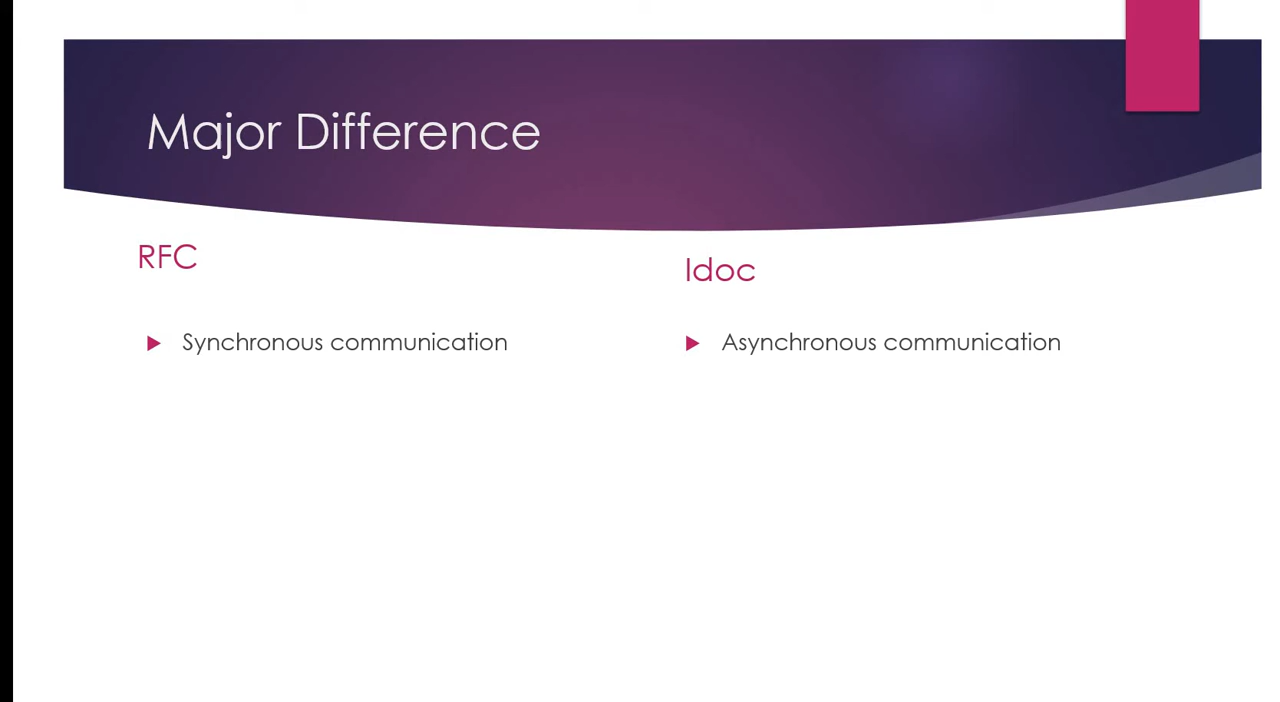 Major Difference
RFC
Idoc
Synchronous communication
Asynchronous communication